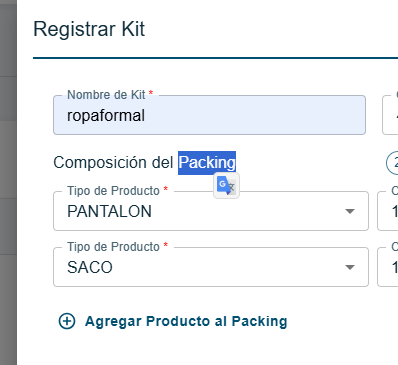 Registrar Kit
Nombre de Kit *
ropaformal
Composición del Packing
Tipo de Producto *
PANTALON
Tipo de Producto *
SACO
Agregar Producto al Packing